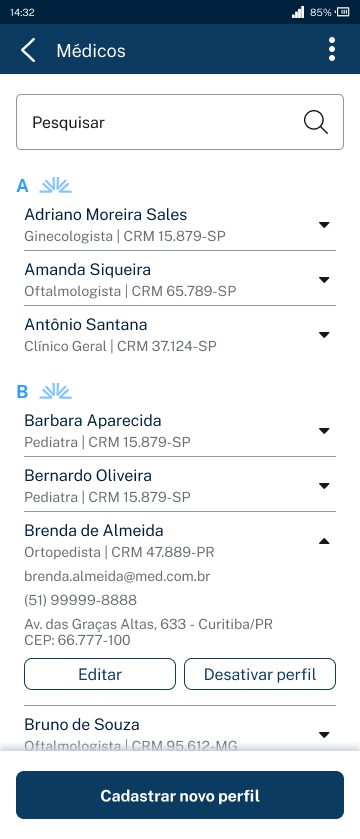 14:32 85%
Médicos
Pesquisar
A
Adriano Moreira Sales
Ginecologista | CRM 15.879-SP
Amanda Siqueira
Oftalmologista | CRM 65.789-SP
Antônio Santana
Clínico Geral | CRM 37.124-SP
B
Barbara Aparecida
Pediatra | CRM 15.879-SP
Bernardo Oliveira
Pediatra | CRM 15.879-SP
Brenda de Almeida
Ortopedista | CRM 47.889-PR
brenda.almeida@med.com.br
(51) 99999-8888
Av. das Graças Altas, 633 - Curitiba/PR
CEP: 66.777-100
Editar Desativar perfil
Bruno de Souza
Oftalmologista | CRM 95.612-MG
Cadastrar novo perfil